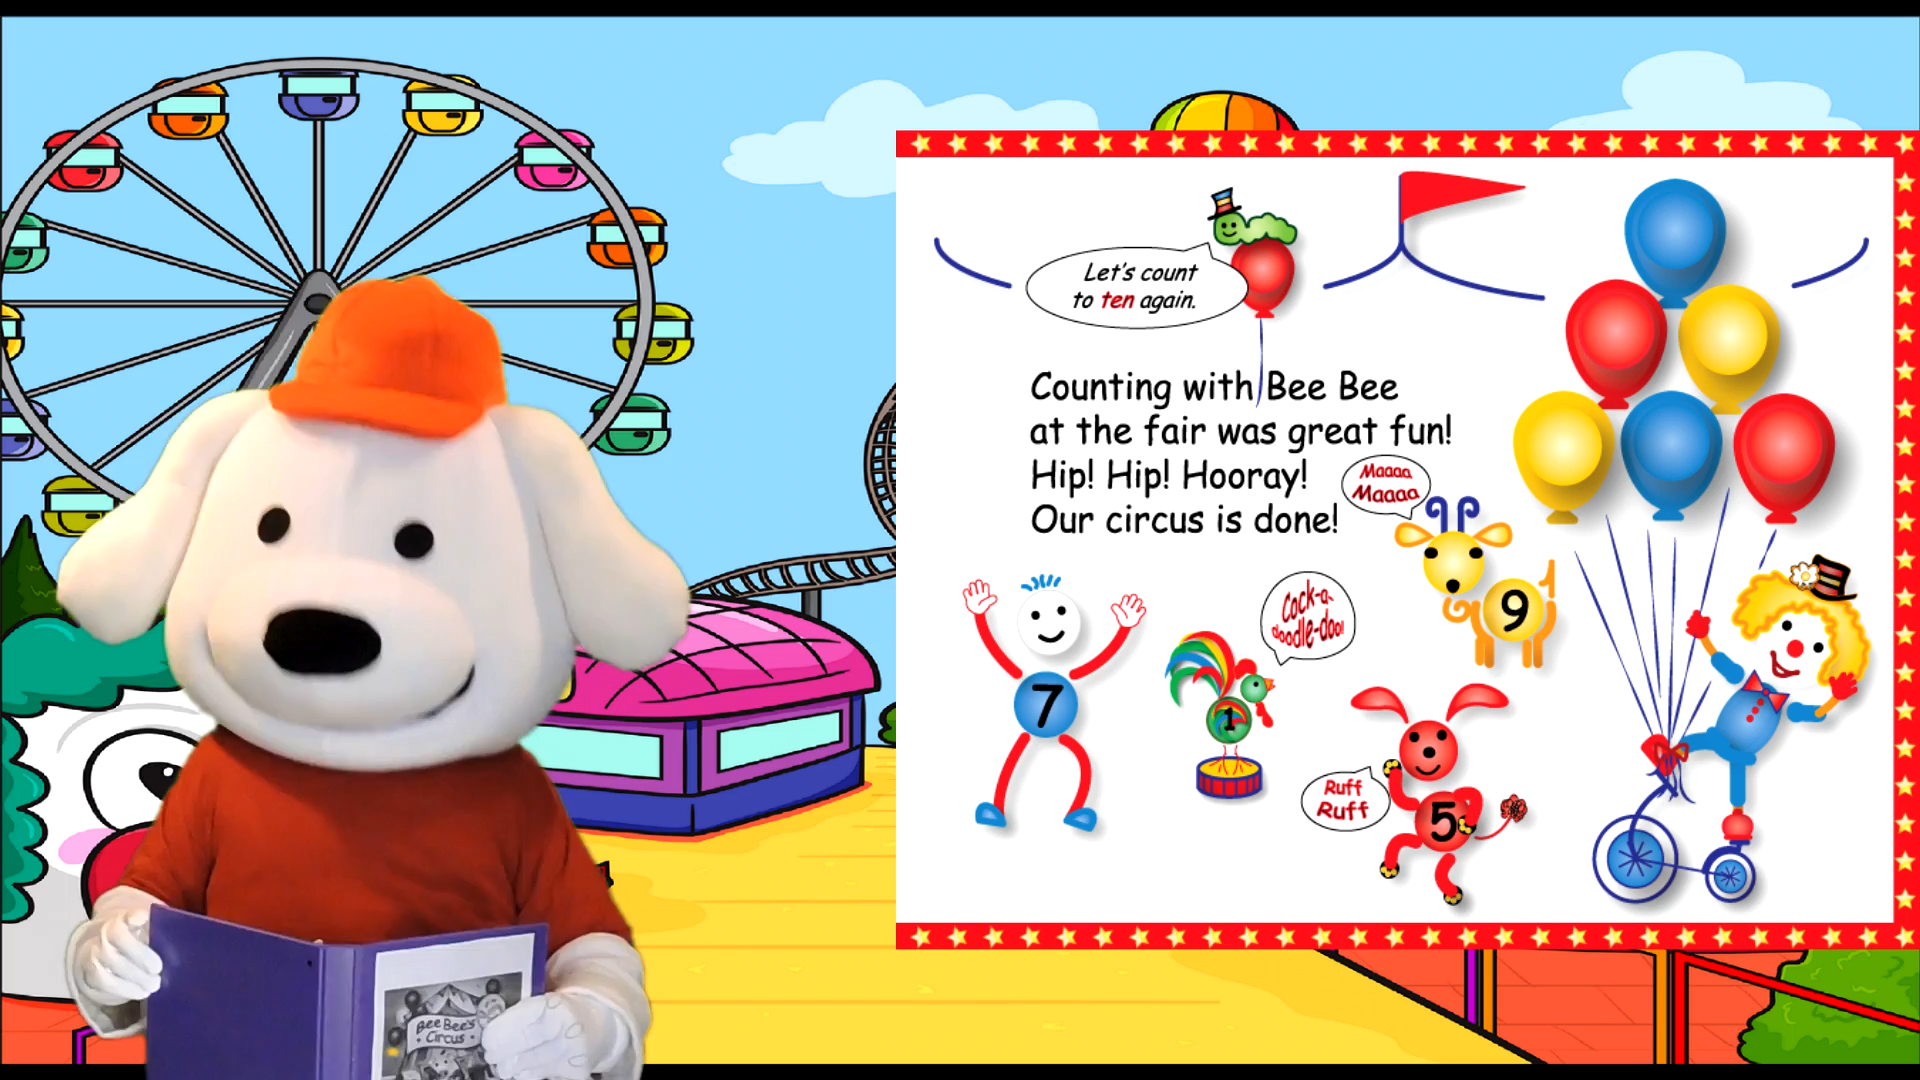 Let's count
to ten again.
Counting with Bee Bee
at the fair was great fun!
Hip! Hip! Hooray!
Our circus is done!
Maaaa
Maaaa
9
Cock-a-
doodle-doo!
7
1
Ruff
Ruff
5
Bee Bee's
Circus